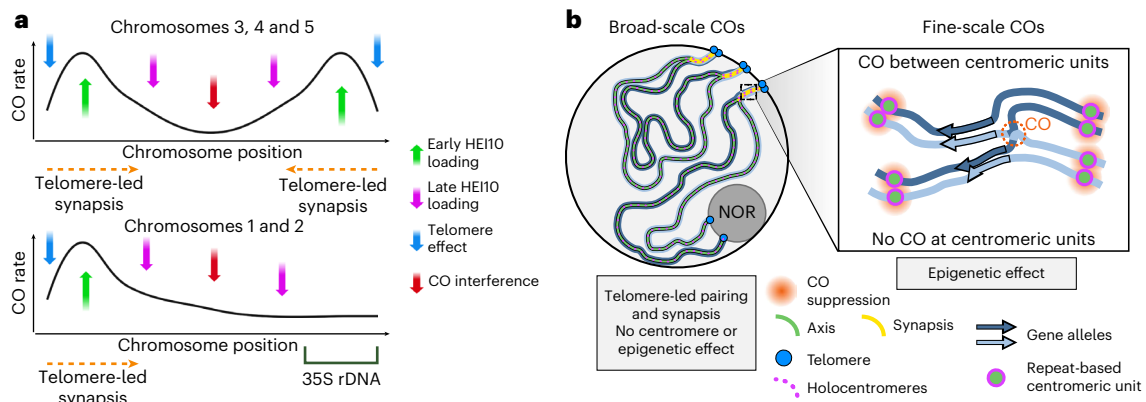 a
Chromosomes 3, 4 and 5
CO rate
Chromosome position
Telomere-led
synapsis
Telomere-led
synapsis
Chromosomes 1 and 2
CO rate
Chromosome position
Telomere-led
synapsis
35S rDNA
Early HEI10
loading
Late HEI10
loading
Telomere
effect
CO interference
b
Broad-scale COs
NOR
Telomere-led pairing
and synapsis
No centromere or
epigenetic effect
Fine-scale COs
CO between centromeric units
CO
No CO at centromeric units
Epigenetic effect
CO
suppression
Axis
Synapsis
Telomere
Holocentromeres
Gene alleles
Repeat-based
centromeric unit